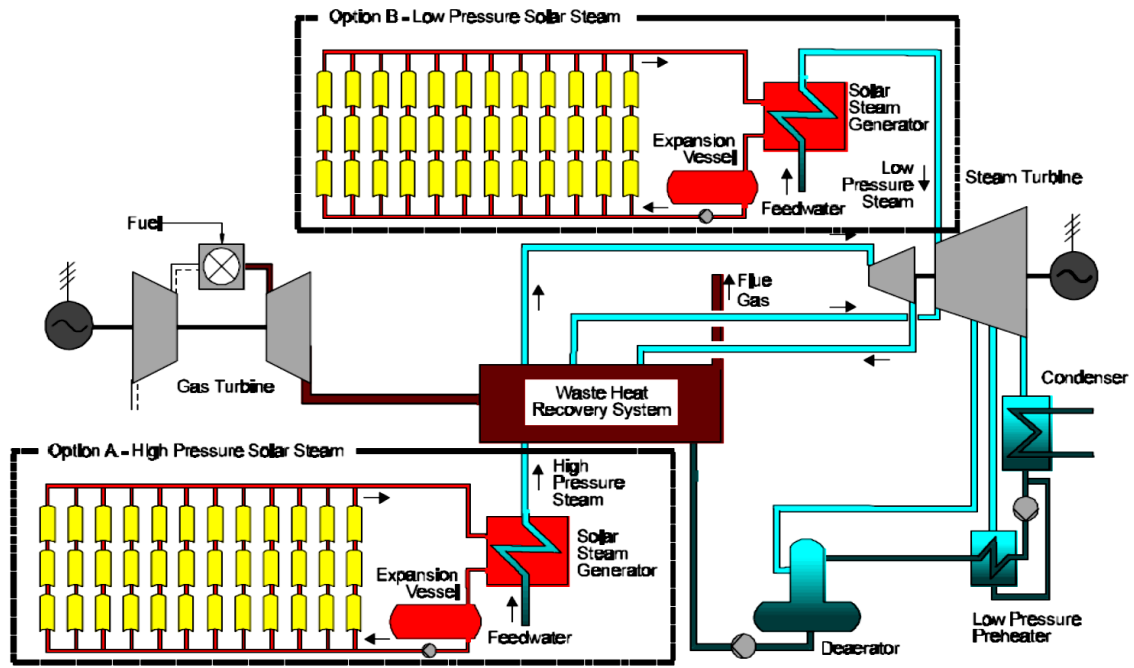 Option B - Low Pressure Solar Steam
Solar
Steam
Generator
Expansion
Vessel
Feedwater
Low
Pressure
Steam
Steam Turbine
Fuel
Flue
Gas
Gas Turbine
Waste Heat
Recovery System
Condenser
Option A - High Pressure Solar Steam
High
Pressure
Steam
Solar
Steam
Generator
Expansion
Vessel
Feedwater
Deaerator
Low Pressure
Preheater